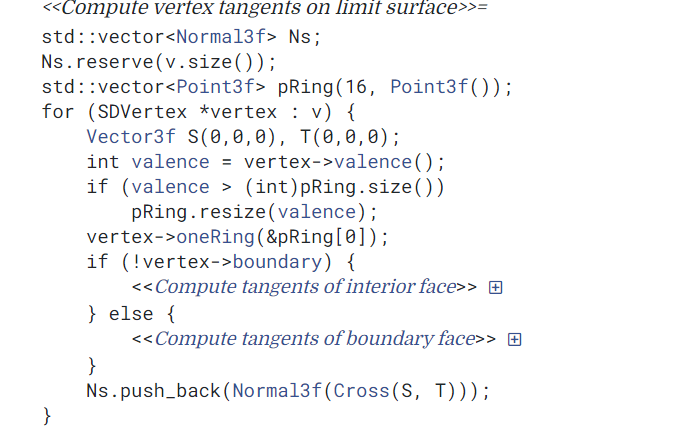 <<Compute vertex tangents on limit surface>>=
std::vector<Normal3f> Ns;
Ns.reserve(v.size());
std::vector<Point3f> pRing(16, Point3f());
for (SDVertex *vertex : v) {
    Vector3f S(0,0,0), T(0,0,0);
    int valence = vertex->valence();
    if (valence > (int)pRing.size())
        pRing.resize(valence);
    vertex->oneRing(&pRing[0]);
    if (!vertex->boundary) {
        <<Compute tangents of interior face>>
    } else {
        <<Compute tangents of boundary face>>
    }
    Ns.push_back(Normal3f(Cross(S, T)));
}